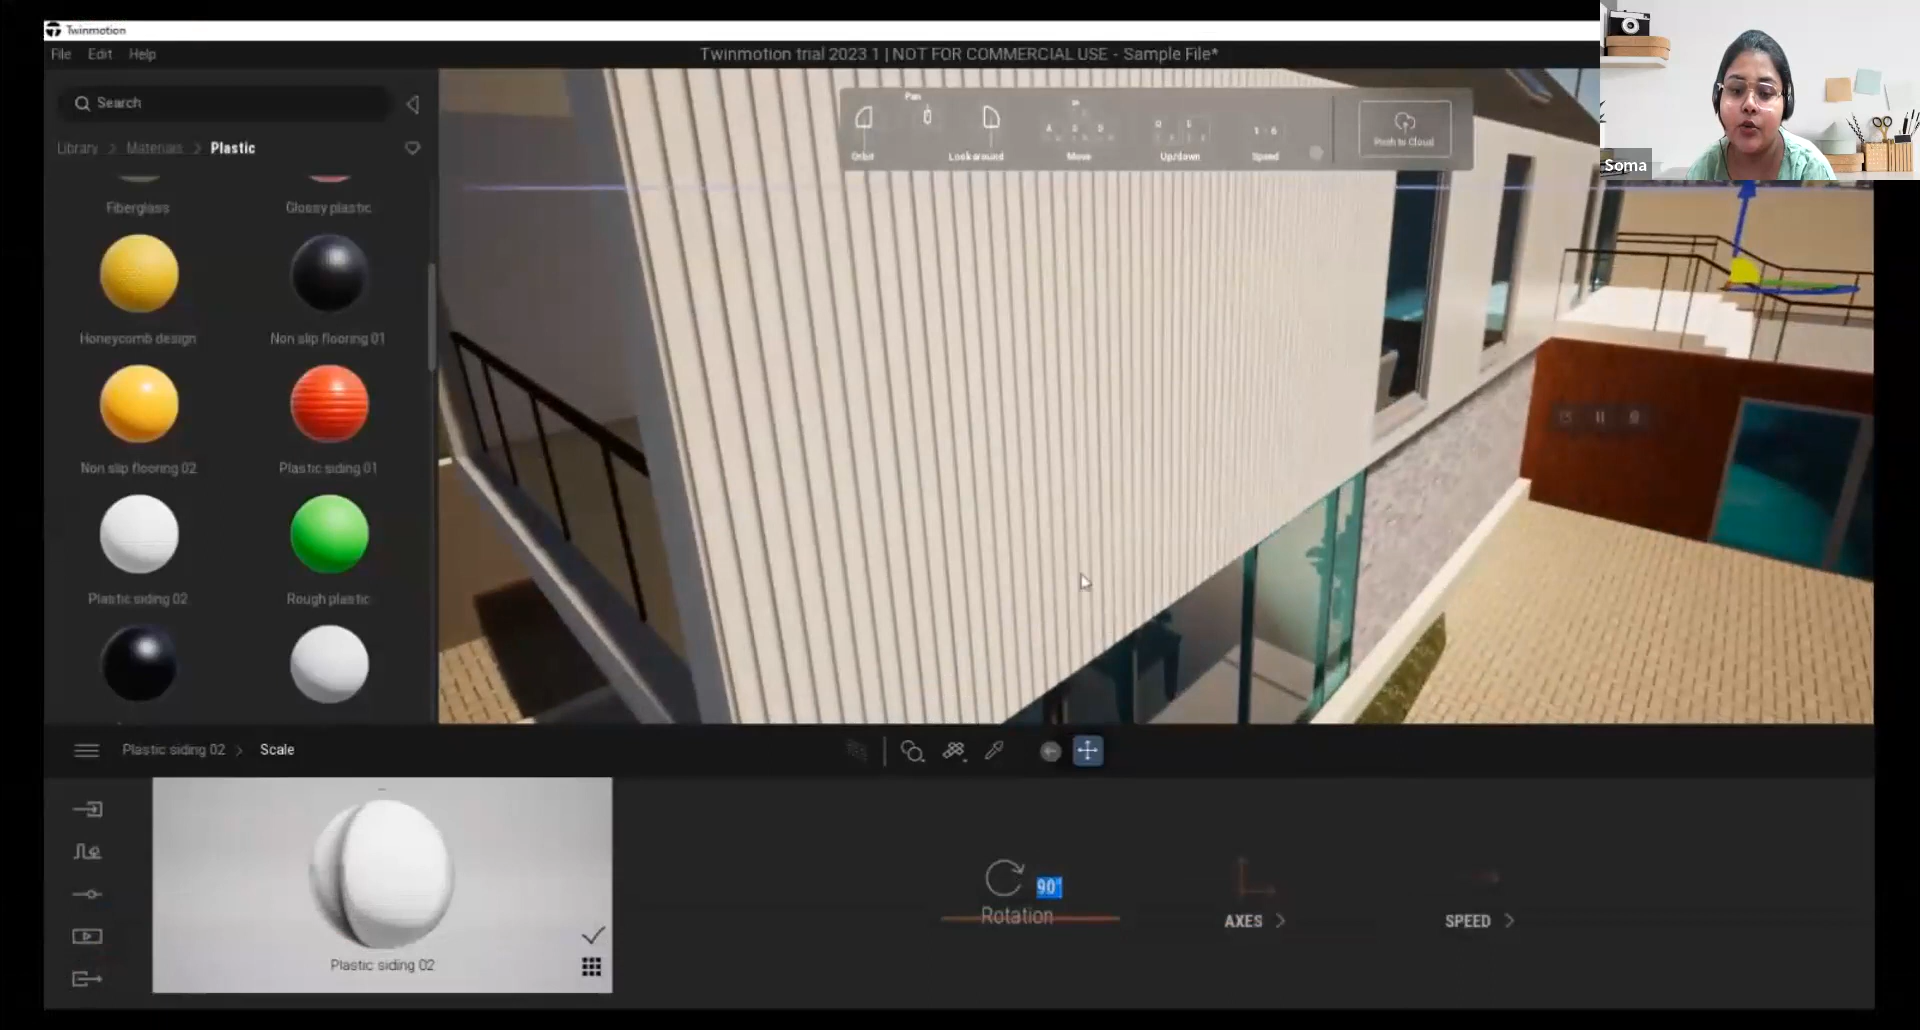 Twinmotion
File Edit Help
Twinmotion trial 2023 1 | NOT FOR COMMERCIAL USE - Sample File*
Soma
Search
Library > Materials > Plastic
Pan
Orbit
Look around
A D D
Move
Q E
Up/down
1 - 6
Speed
Push to Cloud
Fiberglass
Glossy plastic
Honeycomb design
Non slip flooring 01
Non slip flooring 02
Plastic siding 01
Plastic siding 02
Rough plastic
Plastic siding 02 > Scale
Plastic siding 02
90°
Rotation
AXES >
SPEED >